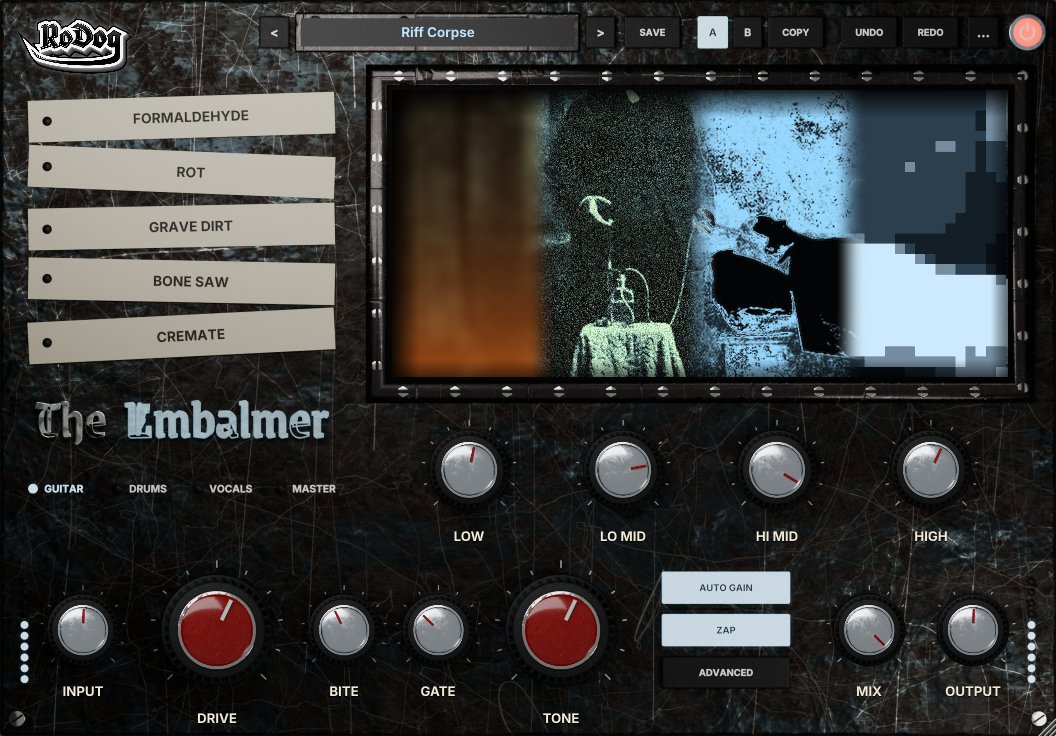 RoDog
<
Riff Corpse
>
SAVE
A
B
COPY
UNDO
REDO
...
FORMALDEHYDE
ROT
GRAVE DIRT
BONE SAW
CREMATE
The Embalmer
GUITAR
DRUMS
VOCALS
MASTER
LOW
LO MID
HI MID
HIGH
AUTO GAIN
ZAP
ADVANCED
INPUT
DRIVE
BITE
GATE
TONE
MIX
OUTPUT